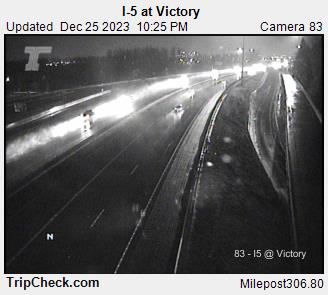 I-5 at Victory
Updated Dec 25 2023 10:25 PM Camera 83
T
N
83 - I5 @ Victory
TripCheck.com Milepost306.80